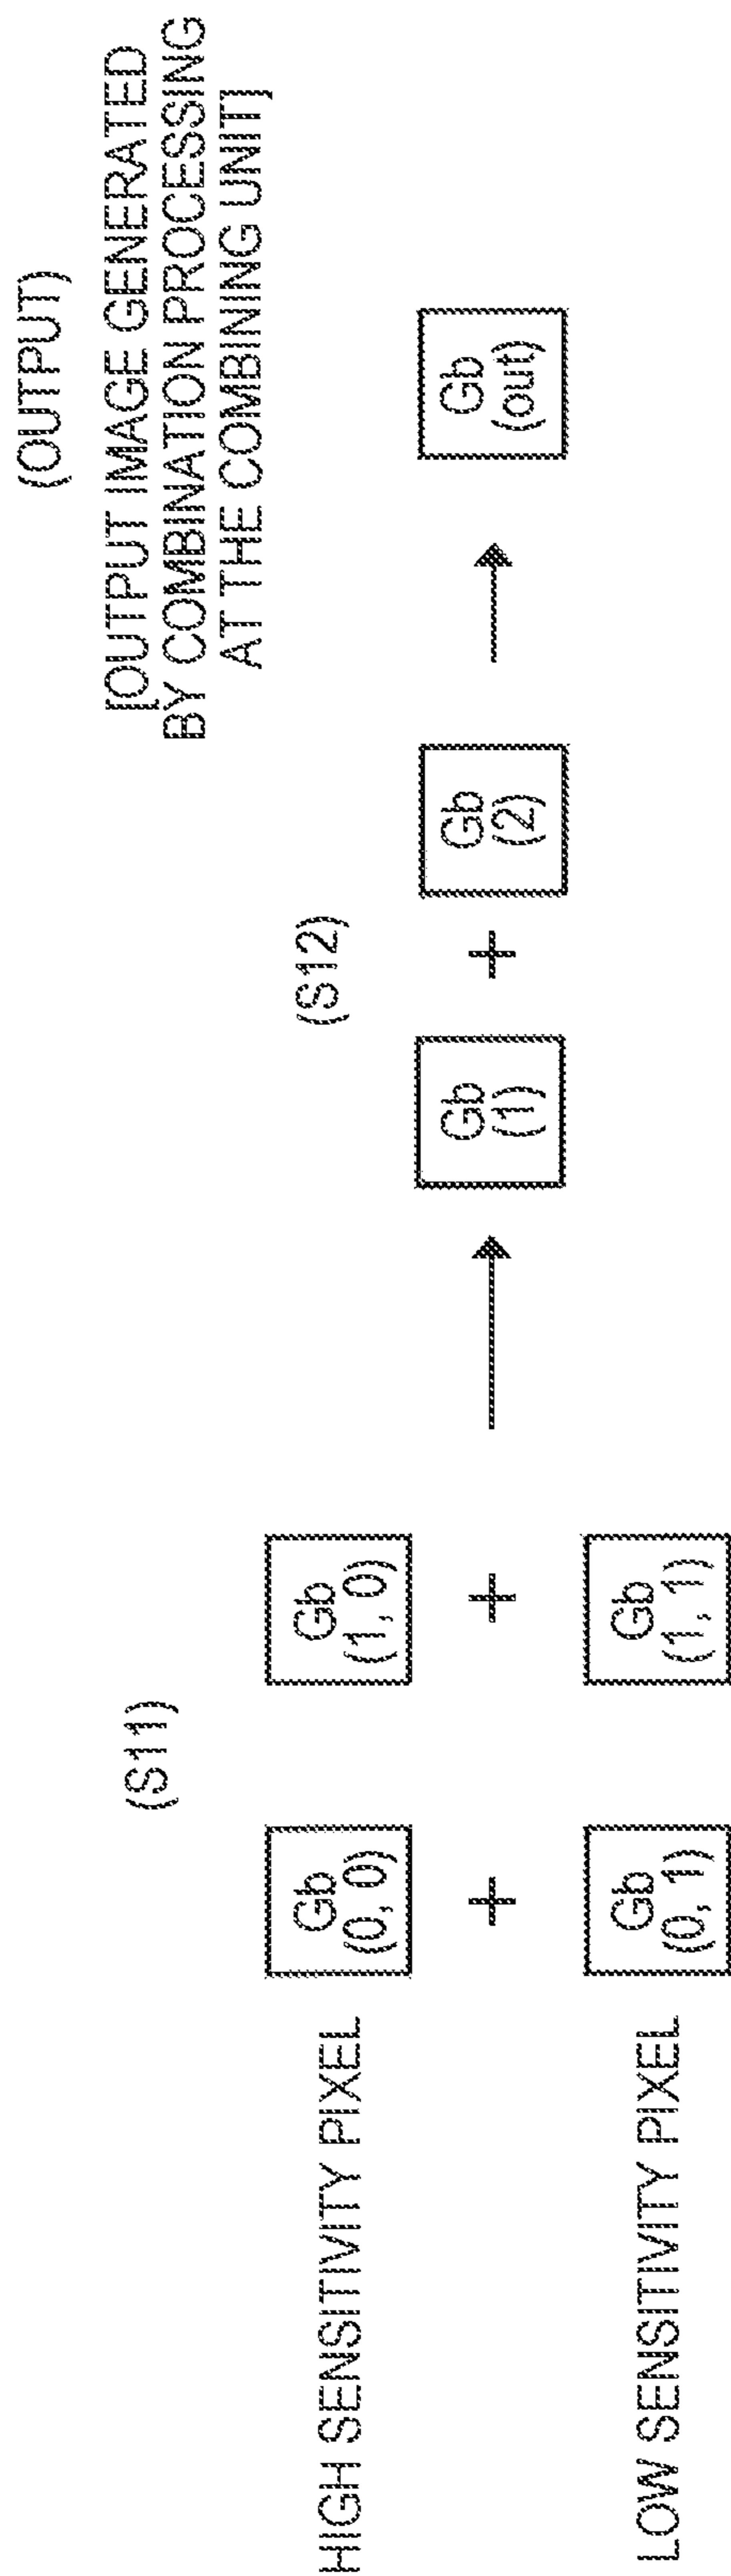 (OUTPUT)
[OUTPUT IMAGE GENERATED
BY COMBINATION PROCESSING
AT THE COMBINING UNIT]
(S11)
(S12)
HIGH SENSITIVITY PIXEL
Gb
(0, 0)
Gb
(1, 0)
+
+
Gb
(1)
+
Gb
(2)
Gb
(out)
LOW SENSITIVITY PIXEL
Gb
(0, 1)
Gb
(1, 1)